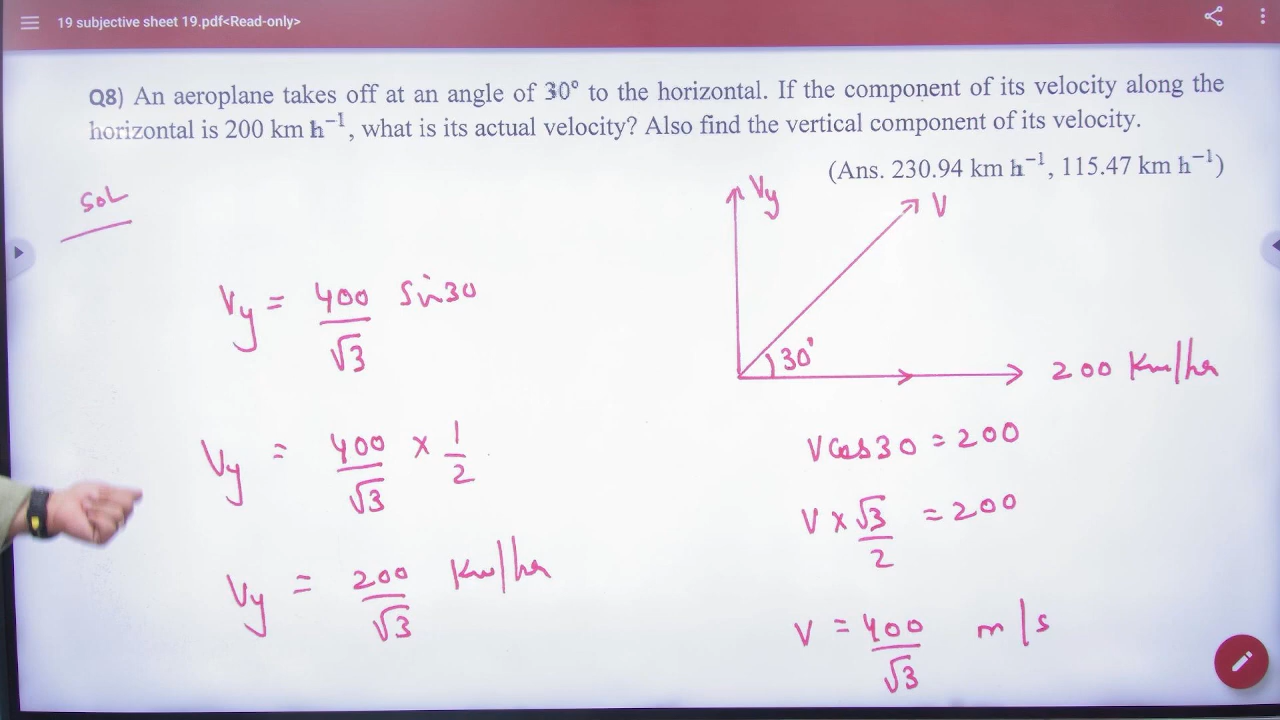 19 subjective sheet 19.pdf<Read-only>
Q8) An aeroplane takes off at an angle of 30° to the horizontal. If the component of its velocity along the
horizontal is 200 km h⁻¹, what is its actual velocity? Also find the vertical component of its velocity.
(Ans. 230.94 km h⁻¹, 115.47 km h⁻¹)
SOL
Vy
V
30°
200 Km/hr
Vy = 400/√3 Sin30
Vy = 400/√3 × 1/2
Vy = 200/√3 Km/hr
VCos30 = 200
V × √3/2 = 200
V = 400/√3 m/s